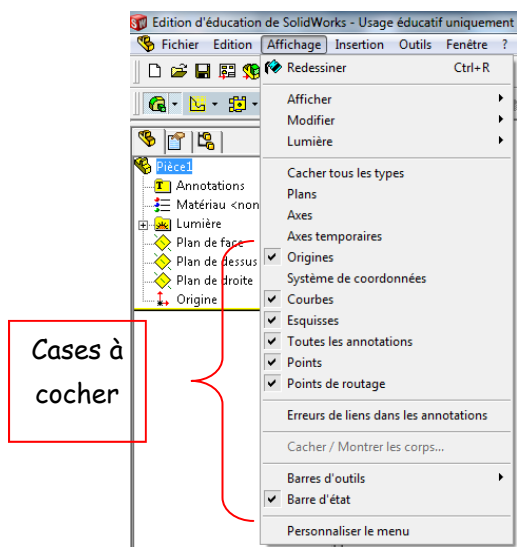 Edition d'éducation de SolidWorks - Usage éducatif uniquement
Fichier Edition Affichage Insertion Outils Fenêtre ?
Redessiner Ctrl+R
Afficher
Modifier
Lumière
Cacher tous les types
Plans
Axes
Axes temporaires
Origines
Système de coordonnées
Courbes
Esquisses
Toutes les annotations
Points
Points de routage
Erreurs de liens dans les annotations
Cacher / Montrer les corps...
Barres d'outils
Barre d'état
Personnaliser le menu
Pièce1
Annotations
Matériau <non
Lumière
Plan de face
Plan de dessus
Plan de droite
Origine
Cases à
cocher